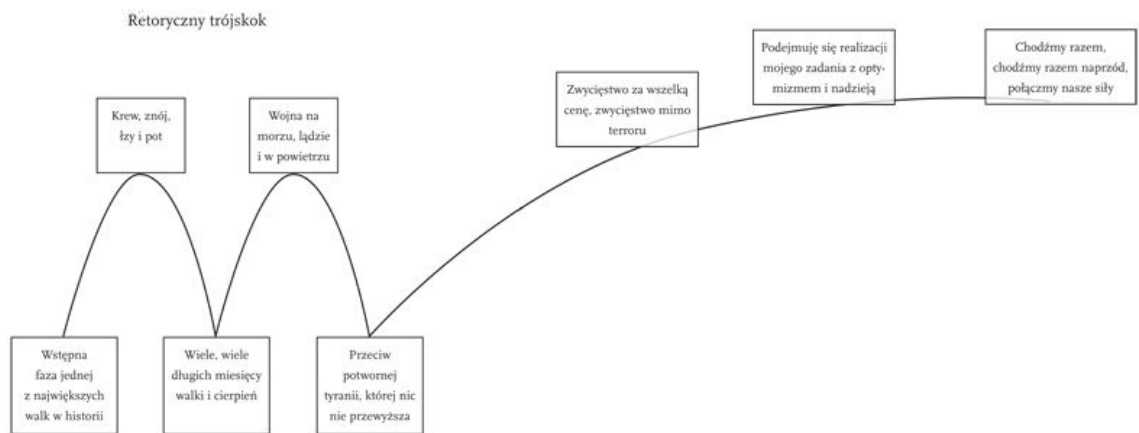 Retoryczny trójskok
Podejmuję się realizacji
mojego zadania z opty-
mizmem i nadzieją
Chodźmy razem,
chodźmy razem naprzód,
połączmy nasze siły
Zwycięstwo za wszelką
cenę, zwycięstwo mimo
terroru
Krew, znój,
łzy i pot
Wojna na
morzu, lądzie
i w powietrzu
Wstępna
faza jednej
z największych
walk w historii
Wiele, wiele
długich miesięcy
walki i cierpień
Przeciw
potwornej
tyranii, której nic
nie przewyższa